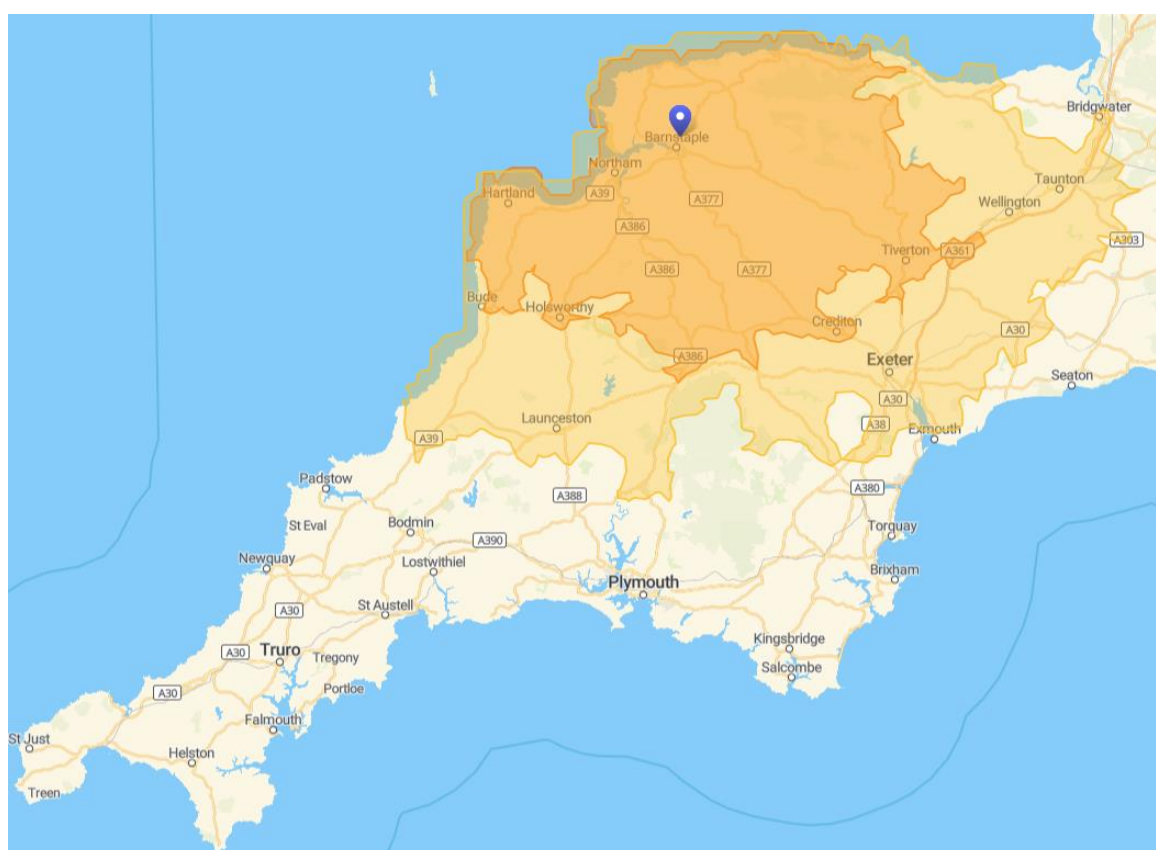 Bridgwater
Barnstaple
Northam
Taunton
Hartland
A39
A377
Wellington
A386
A303
Tiverton
A361
A386
A377
Bude
Holsworthy
Crediton
A30
A386
Exeter
Seaton
A30
Launceston
A38
Exmouth
A39
Padstow
A380
A388
St Eval
Bodmin
Torquay
A390
Newquay
Lostwithiel
Brixham
Plymouth
A30
St Austell
Kingsbridge
A30
Truro
Tregony
Salcombe
A30
Portloe
Falmouth
St Just
Helston
Treen